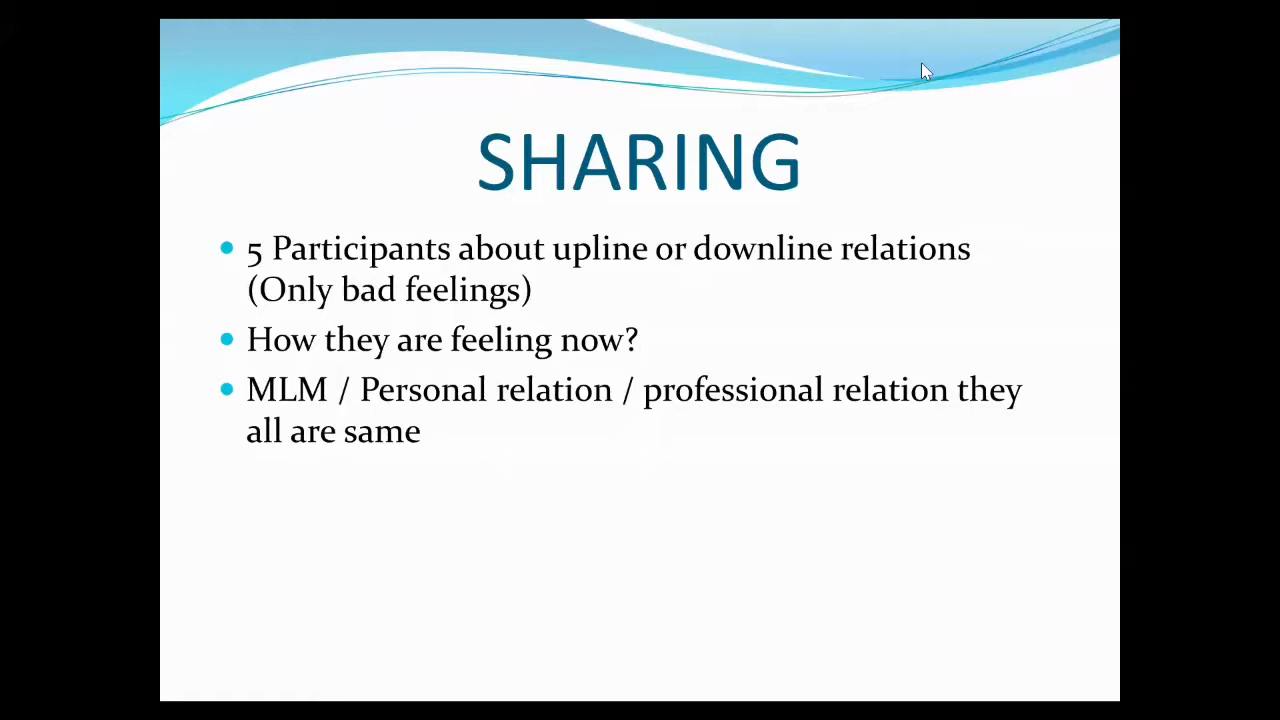 SHARING
5 Participants about upline or downline relations
(Only bad feelings)
How they are feeling now?
MLM / Personal relation / professional relation they
all are same